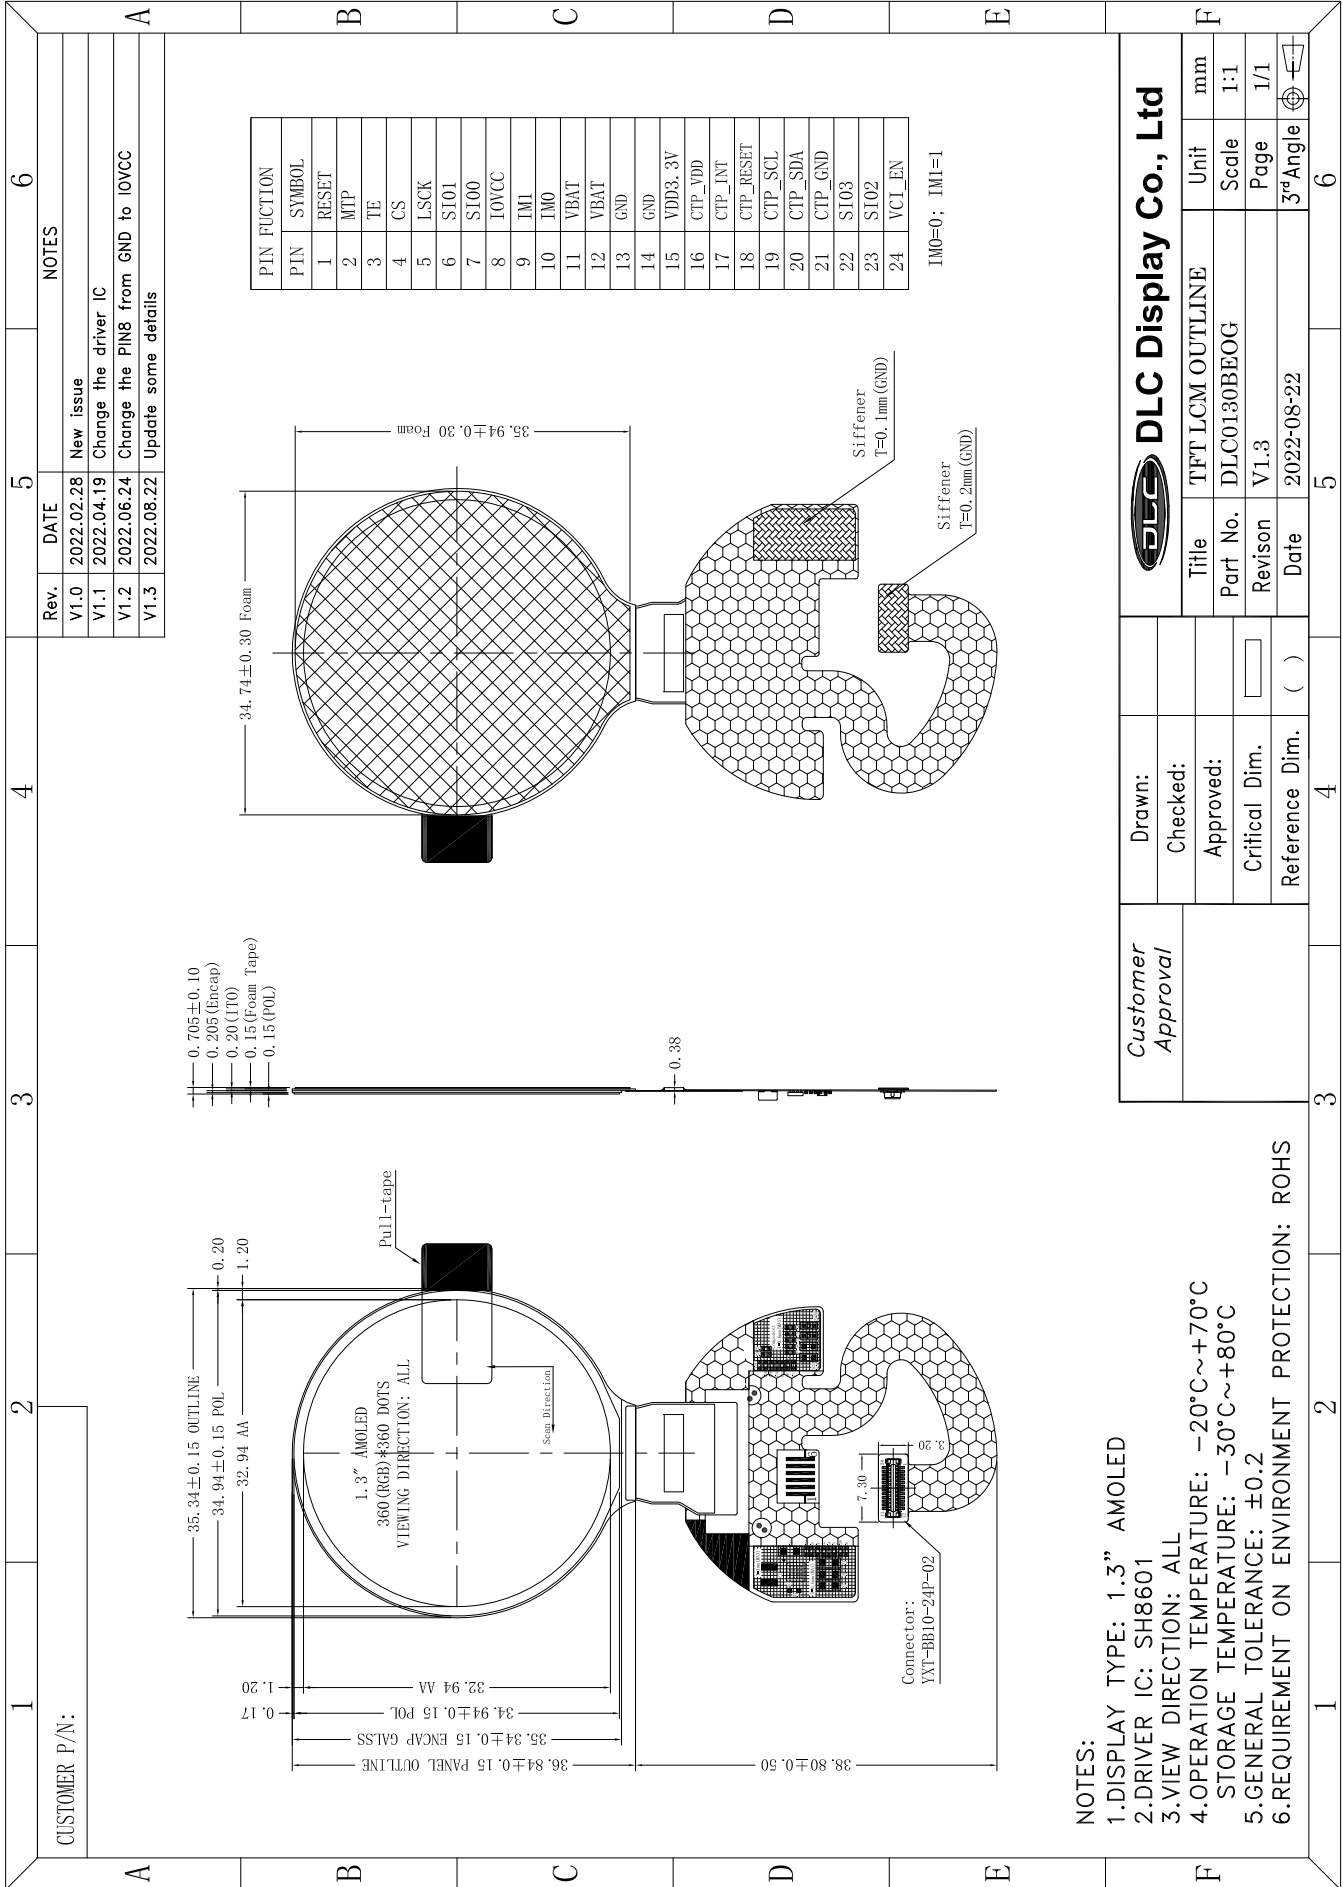 1 2 3 4 5 6
A B C D E F
CUSTOMER P/N:
Rev. DATE NOTES
V1.0 2022.02.28 New issue
V1.1 2022.04.19 Change the driver IC
V1.2 2022.06.24 Change the PIN8 from GND to IOVCC
V1.3 2022.08.22 Update some details
35.34±0.15 OUTLINE
34.94±0.15 POL
0.20
32.94 AA
1.20
Pull-tape
1.3" AMOLED
360(RGB)*360 DOTS
VIEWING DIRECTION: ALL
Scan Direction
1.20
32.94 AA
0.17
34.94±0.15 POL
35.34±0.15 ENCAP GALSS
36.84±0.15 PANEL OUTLINE
38.80±0.50
1 6
7.30
3.20
Connector:
YXT-BB10-24P-02
0.705±0.10
0.205(Encap)
0.20(ITO)
0.15(Foam Tape)
0.15(POL)
0.38
34.74±0.30 Foam
35.94±0.30 Foam
Siffener
T=0.1mm(GND)
Siffener
T=0.2mm(GND)
PIN FUCTION
PIN SYMBOL
1 RESET
2 MTP
3 TE
4 CS
5 LSCK
6 SI01
7 SI00
8 IOVCC
9 IM1
10 IM0
11 VBAT
12 VBAT
13 GND
14 GND
15 VDD3.3V
16 CTP_VDD
17 CTP_INT
18 CTP_RESET
19 CTP_SCL
20 CTP_SDA
21 CTP_GND
22 SI03
23 SI02
24 VCI_EN
IM0=0; IM1=1
NOTES:
1.DISPLAY TYPE: 1.3" AMOLED
2.DRIVER IC: SH8601
3.VIEW DIRECTION: ALL
4.OPERATION TEMPERATURE: -20°C~+70°C
STORAGE TEMPERATURE: -30°C~+80°C
5.GENERAL TOLERANCE: ±0.2
6.REQUIREMENT ON ENVIRONMENT PROTECTION: ROHS
Customer
Approval
Drawn:
Checked:
Approved:
Critical Dim.
Reference Dim. ( )
DLC DLC Display Co., Ltd
Title TFT LCM OUTLINE Unit mm
Part No. DLC0130BEOG Scale 1:1
Revison V1.3 Page 1/1
Date 2022-08-22 3rd Angle
A B C D E F
1 2 3 4 5 6